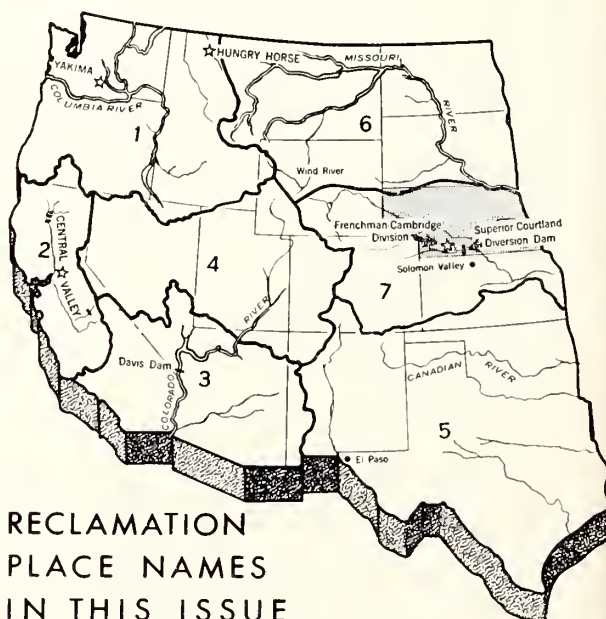 YAKIMA
HUNGRY HORSE
MISSOURI
RIVER
COLUMBIA RIVER
1
6
Wind River
2
CENTRAL
VALLEY
4
Frenchman-Cambridge
Division
Superior Courtland
Diversion Dam
Solomon Valley
7
RIVER
Davis Dam
3
COLORADO
CANADIAN
RIVER
5
El Paso
RECLAMATION
PLACE NAMES
IN THIS ISSUE